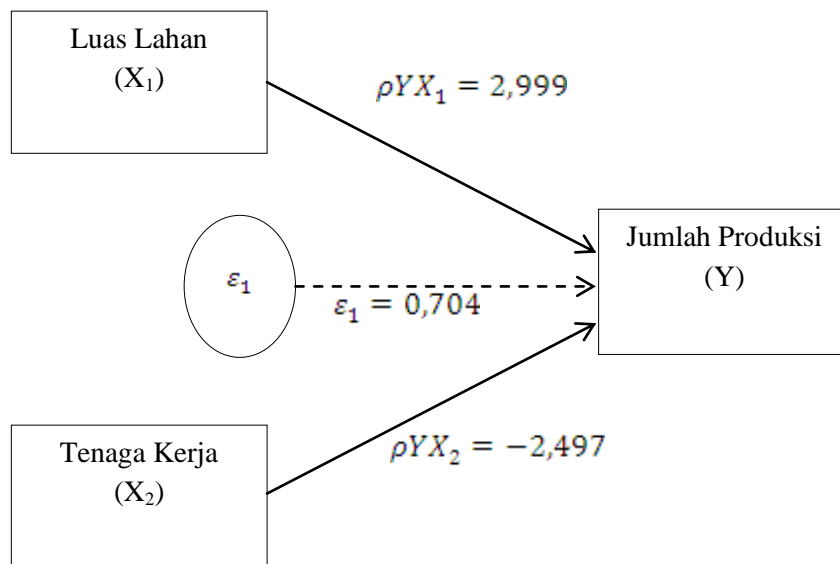 Luas Lahan
(X₁)
ρYX₁ = 2,999
Jumlah Produksi
(Y)
ε₁
ε₁ = 0,704
Tenaga Kerja
(X₂)
ρYX₂ = −2,497